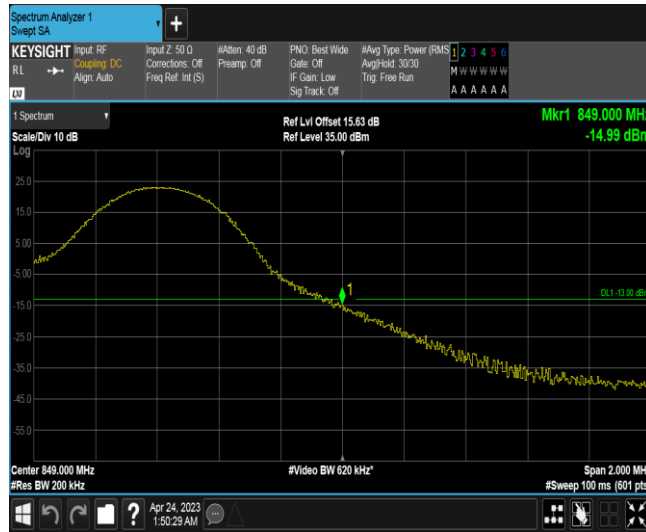 Spectrum Analyzer 1
Swept SA
KEYSIGHT
RL
LXI
Input: RF
Coupling: DC
Align: Auto
Input Z: 50 Ω
Corrections: Off
Freq Ref: Int (S)
#Atten: 40 dB
Preamp: Off
PNO: Best Wide
Gate: Off
IF Gain: Low
Sig Track: Off
#Avg Type: Power (RMS
Avg|Hold: 30/30
Trig: Free Run
1 2 3 4 5 6
M W W W W W
A A A A A A
1 Spectrum
Scale/Div 10 dB
Log
Ref Lvl Offset 15.63 dB
Ref Level 35.00 dBm
Mkr1 849.000 MHz
-14.99 dBm
25.0
15.0
5.00
-5.00
-15.0
-25.0
-35.0
-45.0
-55.0
1
DL1 -13.00 dBm
Center 849.000 MHz
#Res BW 200 kHz
#Video BW 620 kHz*
Span 2.000 MHz
#Sweep 100 ms (601 pts)
?
Apr 24, 2023
1:50:29 AM